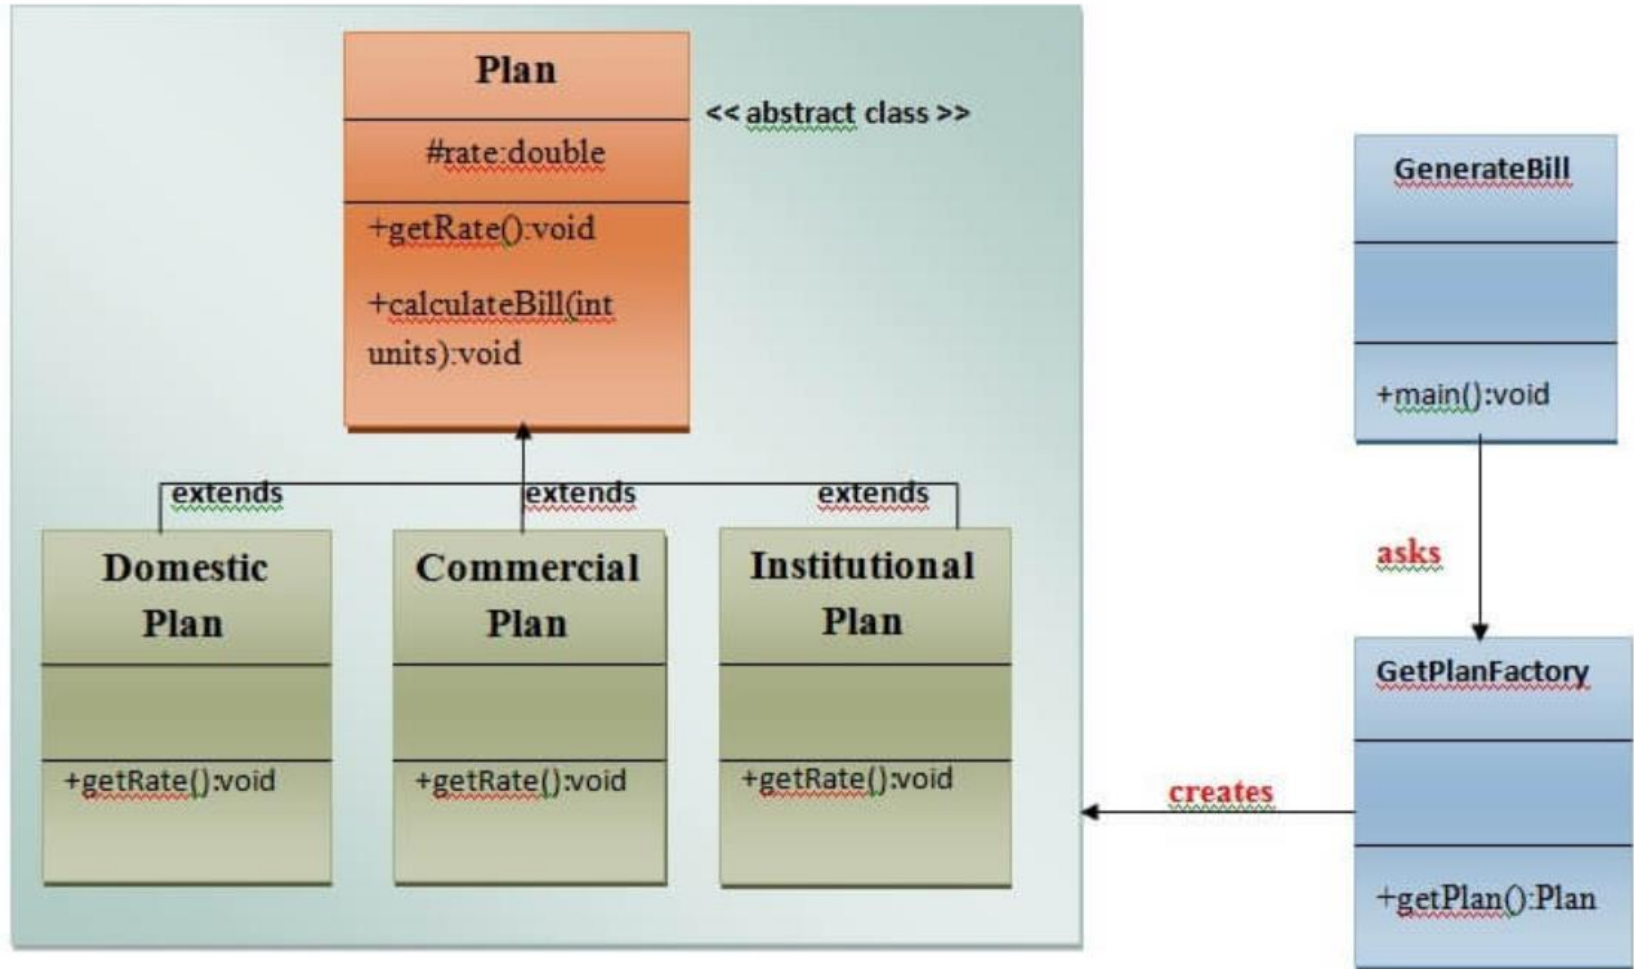 Plan
<< abstract class >>
#rate:double
+getRate():void
+calculateBill(int
units):void
extends
extends
extends
Domestic
Plan
+getRate():void
Commercial
Plan
+getRate():void
Institutional
Plan
+getRate():void
GenerateBill
+main():void
asks
GetPlanFactory
creates
+getPlan():Plan